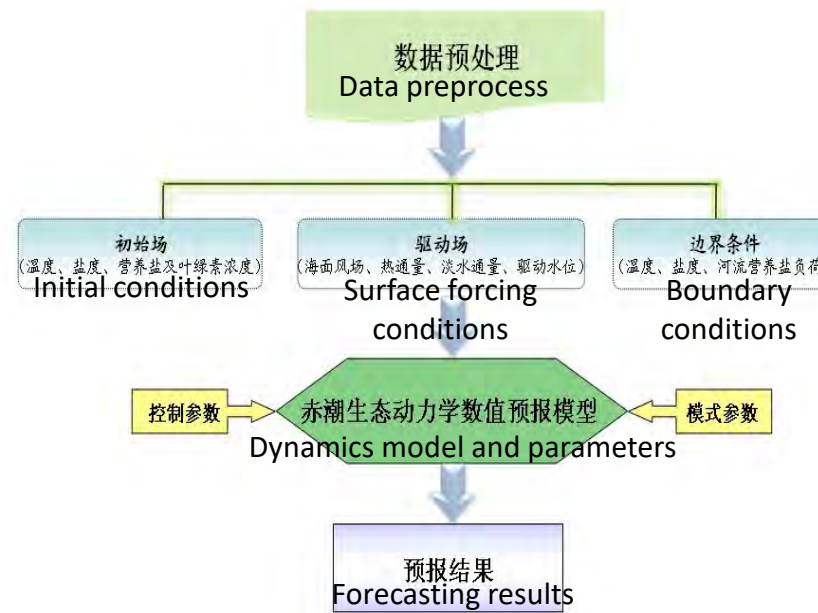 数据预处理
Data preprocess
初始场
(温度、盐度、营养盐及叶绿素浓度)
Initial conditions
驱动场
(海面风场、热通量、淡水通量、驱动水位)
Surface forcing
conditions
边界条件
(温度、盐度、河流营养盐负荷
Boundary
conditions
控制参数
赤潮生态动力学数值预报模型
模式参数
Dynamics model and parameters
预报结果
Forecasting results